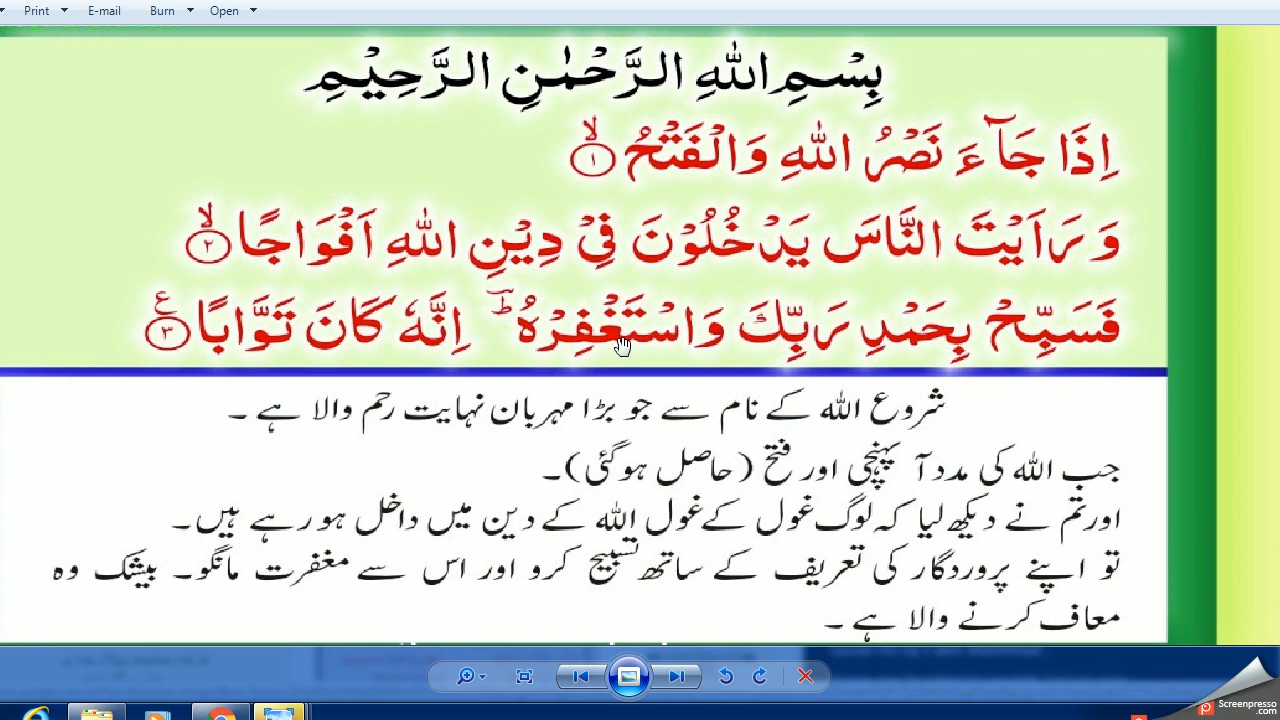 Print E-mail Burn Open
بِسْمِ اللهِ الرَّحْمٰنِ الرَّحِيْمِ
اِذَا جَآءَ نَصْرُ اللهِ وَالْفَتْحُ ۙ﴿۱﴾
وَرَاَيْتَ النَّاسَ يَدْخُلُوْنَ فِيْ دِيْنِ اللهِ اَفْوَاجًا ۙ﴿۲﴾
فَسَبِّحْ بِحَمْدِ رَبِّكَ وَاسْتَغْفِرْهُ ؕ اِنَّهٗ كَانَ تَوَّابًا ﴿۳﴾ ع
شروع اللہ کے نام سے جو بڑا مہربان نہایت رحم والا ہے ۔
جب اللہ کی مدد آ پہنچی اور فتح (حاصل ہوگئی)۔
اور تم نے دیکھ لیا کہ لوگ غول کے غول اللہ کے دین میں داخل ہو رہے ہیں۔
تو اپنے پروردگار کی تعریف کے ساتھ تسبیح کرو اور اس سے مغفرت مانگو۔ بیشک وہ
معاف کرنے والا ہے ۔
Screenpresso
.com